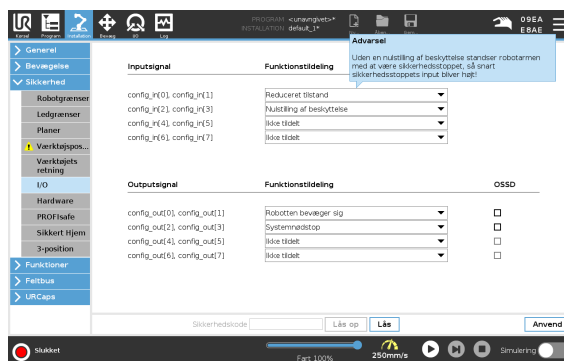 PROGRAM <unavngivet>*
INSTALLATION default_1*
09EA
E8AE
Kørsel Program Installation Bevæg I/O Log
Advarsel
Uden en nulstilling af beskyttelse standser robotarmen med at være sikkerhedsstoppet, så snart sikkerhedsstoppets input bliver højt!
Generel
Bevægelse
Sikkerhed
Robotgrænser
Ledgrænser
Planer
Værktøjspos...
Værktøjets retning
I/O
Hardware
PROFIsafe
Sikkert Hjem
3-position
Funktioner
Feltbus
URCaps
Inputsignal Funktionstildeling
config_in[0], config_in[1] Reduceret tilstand
config_in[2], config_in[3] Nulstilling af beskyttelse
config_in[4], config_in[5] Ikke tildelt
config_in[6], config_in[7] Ikke tildelt
Outputsignal Funktionstildeling OSSD
config_out[0], config_out[1] Robotten bevæger sig
config_out[2], config_out[3] Systemnødstop
config_out[4], config_out[5] Ikke tildelt
config_out[6], config_out[7] Ikke tildelt
Sikkerhedskode Lås op Lås Anvend
Slukket
Fart 100%
250mm/s
Simulering